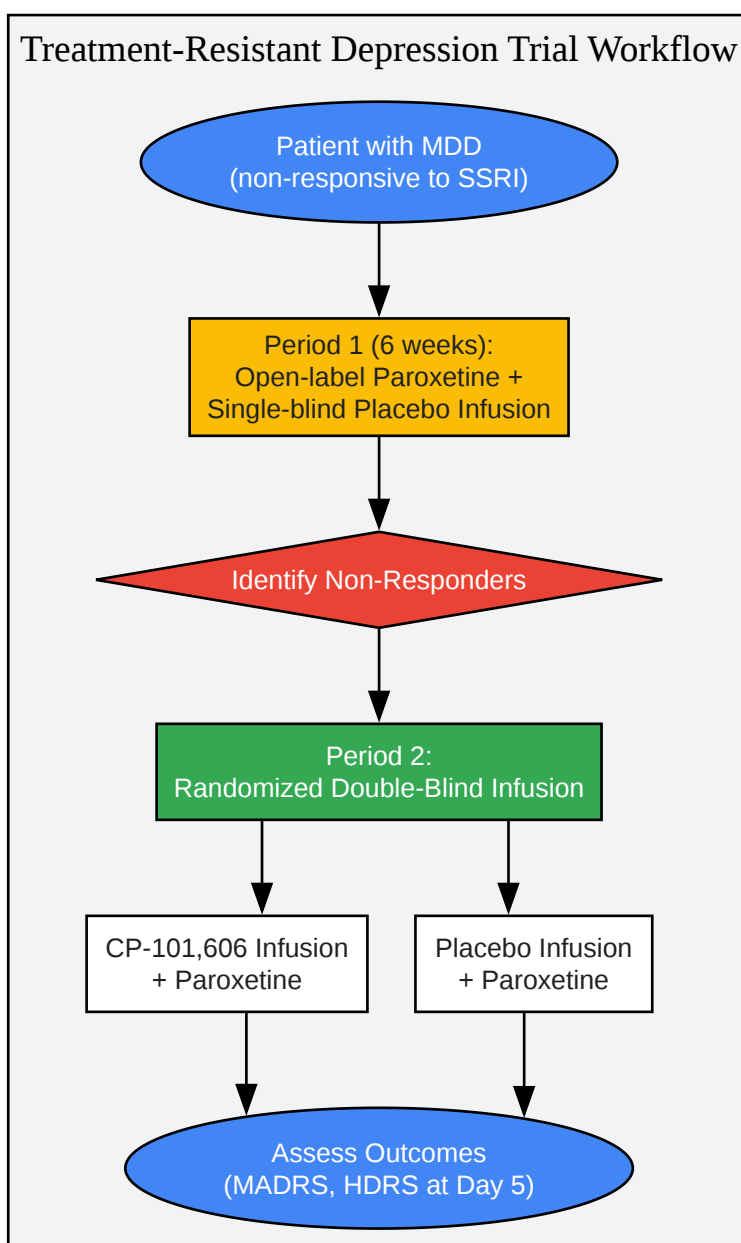 Treatment-Resistant Depression Trial Workflow
Patient with MDD
(non-responsive to SSRI)
Period 1 (6 weeks):
Open-label Paroxetine +
Single-blind Placebo Infusion
Identify Non-Responders
Period 2:
Randomized Double-Blind Infusion
CP-101,606 Infusion
+ Paroxetine
Placebo Infusion
+ Paroxetine
Assess Outcomes
(MADRS, HDRS at Day 5)